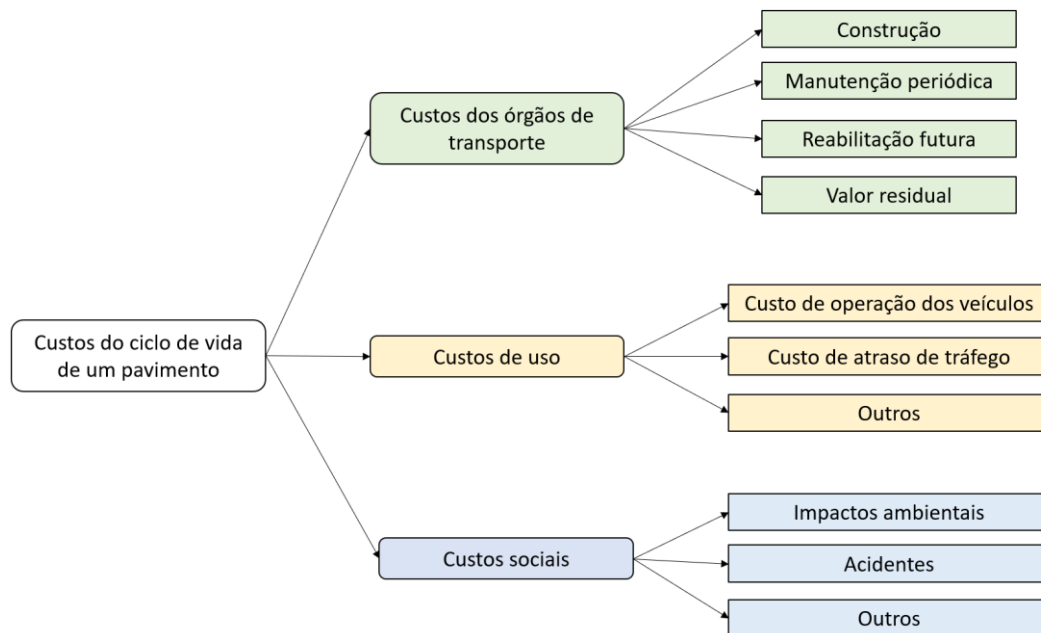 Custos do ciclo de vida
de um pavimento
Custos dos órgãos de
transporte
Construção
Manutenção periódica
Reabilitação futura
Valor residual
Custos de uso
Custo de operação dos veículos
Custo de atraso de tráfego
Outros
Custos sociais
Impactos ambientais
Acidentes
Outros